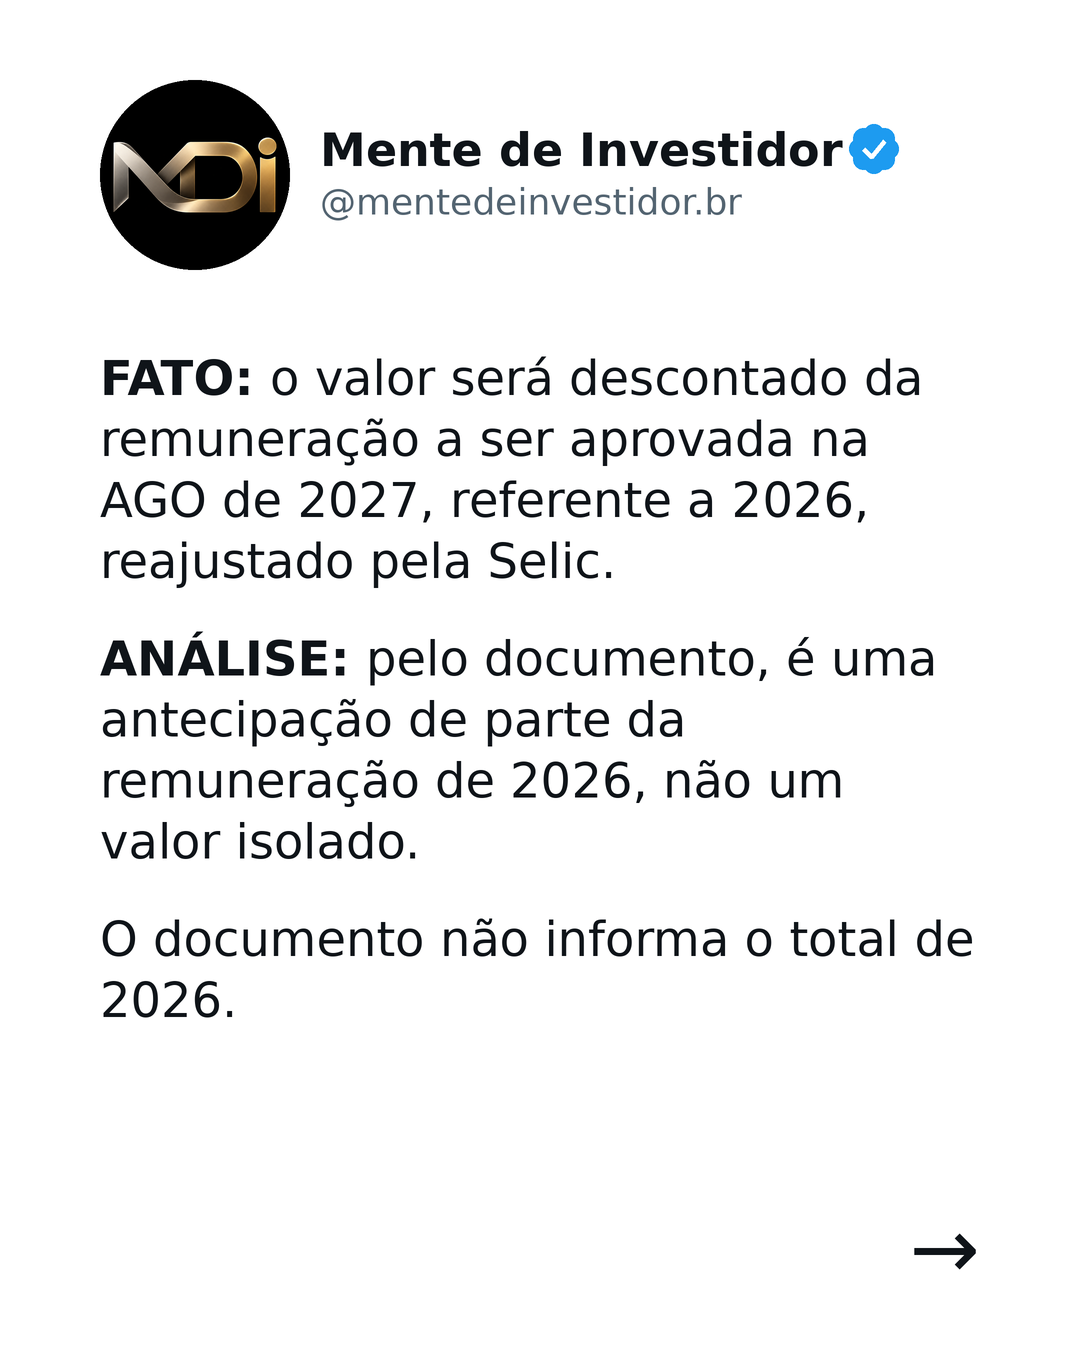 MDi
Mente de Investidor
@mentedeinvestidor.br
FATO: o valor será descontado da
remuneração a ser aprovada na
AGO de 2027, referente a 2026,
reajustado pela Selic.
ANÁLISE: pelo documento, é uma
antecipação de parte da
remuneração de 2026, não um
valor isolado.
O documento não informa o total de
2026.
→